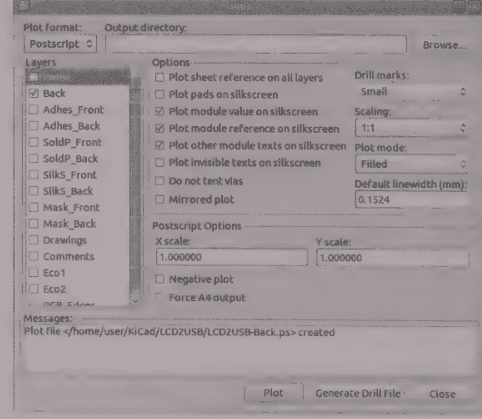 Plot format:
Output directory:
Postscript
Browse...
Layers
Back
Adhes_Front
Adhes_Back
SoldP_Front
SoldP_Back
SilkS_Front
SilkS_Back
Mask_Front
Mask_Back
Drawings
Comments
Eco1
Eco2
Options
Plot sheet reference on all layers
Plot pads on silkscreen
Plot module value on silkscreen
Plot module reference on silkscreen
Plot other module texts on silkscreen
Plot invisible texts on silkscreen
Do not tent vias
Mirrored plot
Drill marks:
Small
Scaling:
1:1
Plot mode:
Filled
Default linewidth (mm):
0.1524
Postscript Options
X scale:
Y scale:
1.000000
1.000000
Negative plot
Force A4 output
Messages:
Plot file </home/user/KiCad/LCD2USB/LCD2USB-Back.ps> created
Plot
Generate Drill File
Close